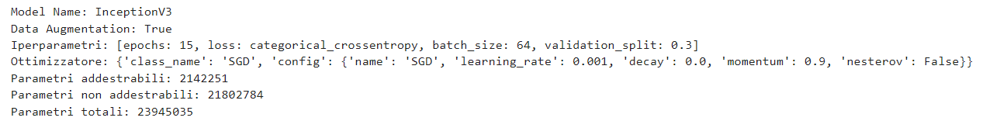 Model Name: InceptionV3
Data Augmentation: True
Iperparametri: [epochs: 15, loss: categorical_crossentropy, batch_size: 64, validation_split: 0.3]
Ottimizzatore: {'class_name': 'SGD', 'config': {'name': 'SGD', 'learning_rate': 0.001, 'decay': 0.0, 'momentum': 0.9, 'nesterov': False}}
Parametri addestrabili: 2142251
Parametri non addestrabili: 21802784
Parametri totali: 23945035